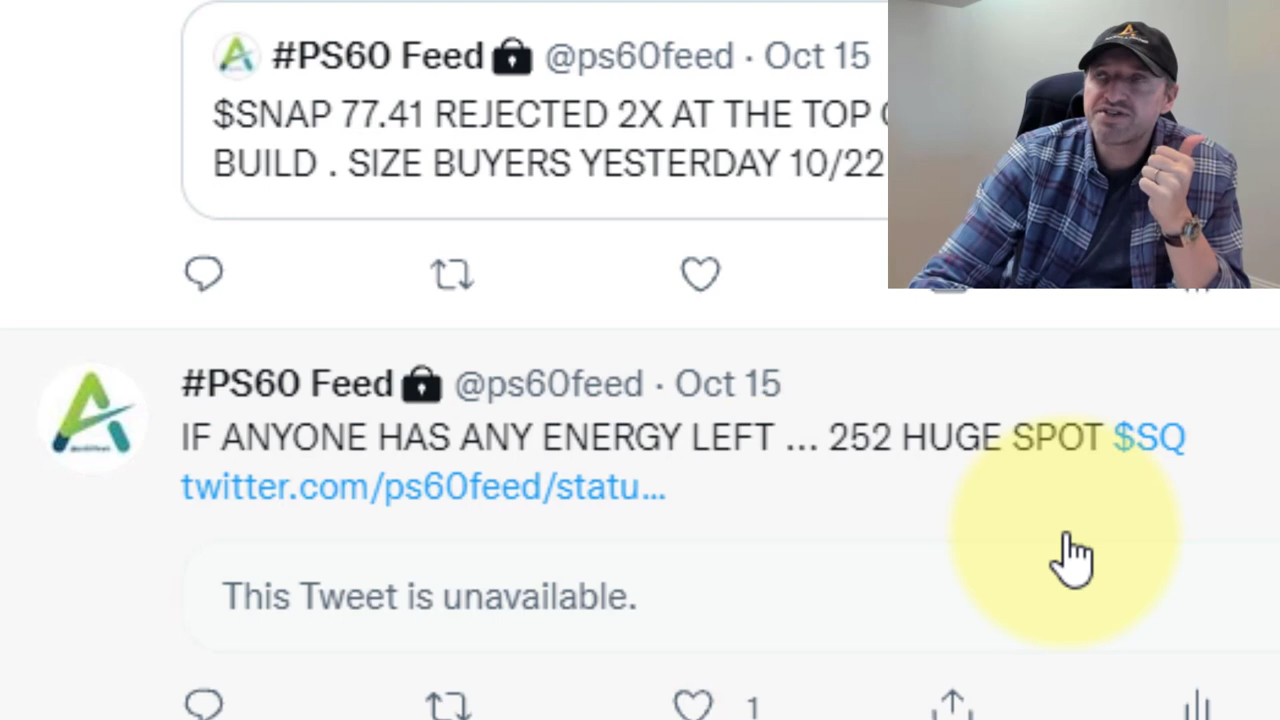 #PS60 Feed @ps60feed · Oct 15
$SNAP 77.41 REJECTED 2X AT THE TOP
BUILD . SIZE BUYERS YESTERDAY 10/22
#PS60 Feed @ps60feed · Oct 15
IF ANYONE HAS ANY ENERGY LEFT ... 252 HUGE SPOT $SQ
twitter.com/ps60feed/statu...
This Tweet is unavailable.
1